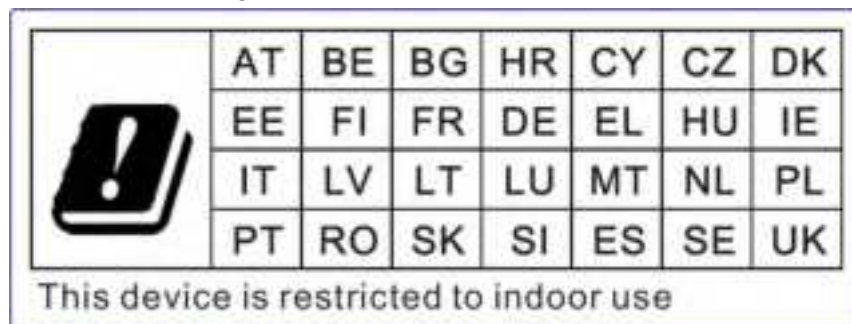 AT BE BG HR CY CZ DK
EE FI FR DE EL HU IE
IT LV LT LU MT NL PL
PT RO SK SI ES SE UK
This device is restricted to indoor use